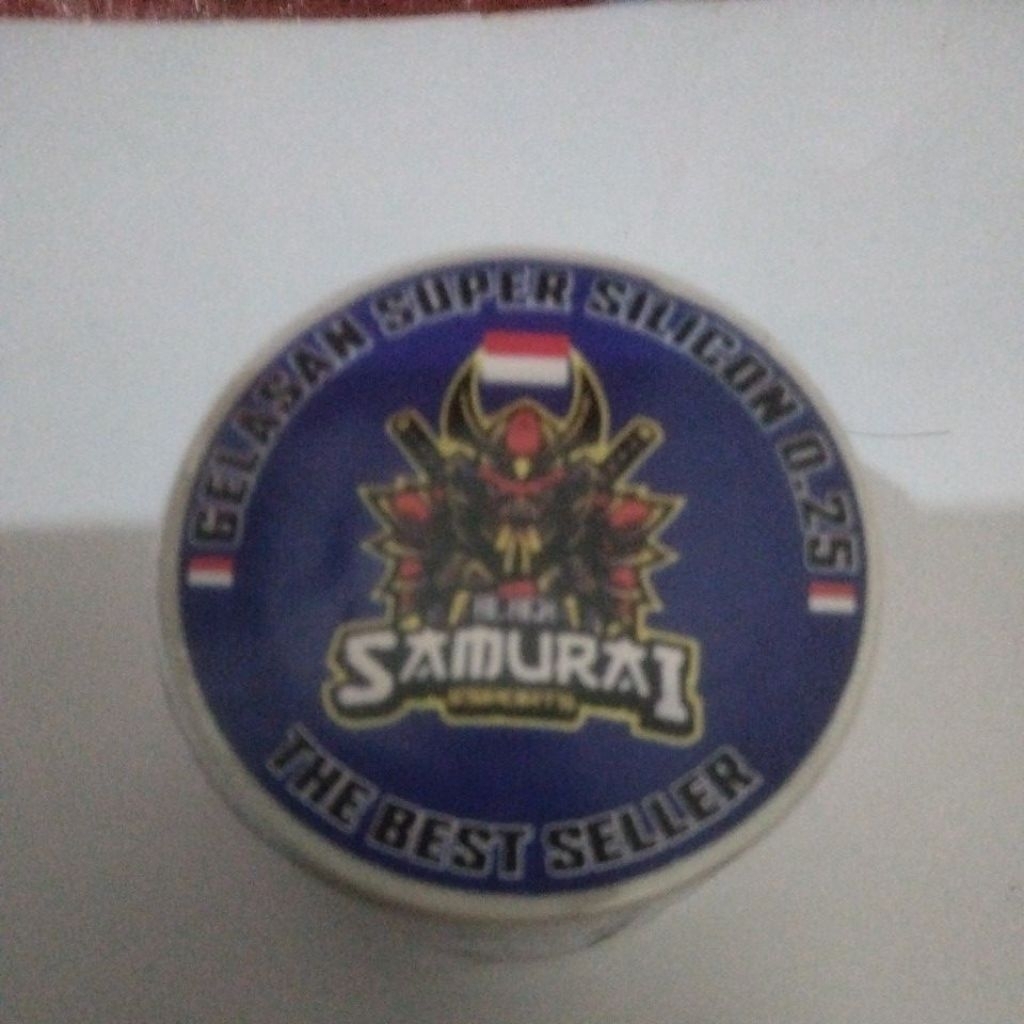 GELASAN SUPER SILICON 0.25
SAMURAI
THE BEST SELLER